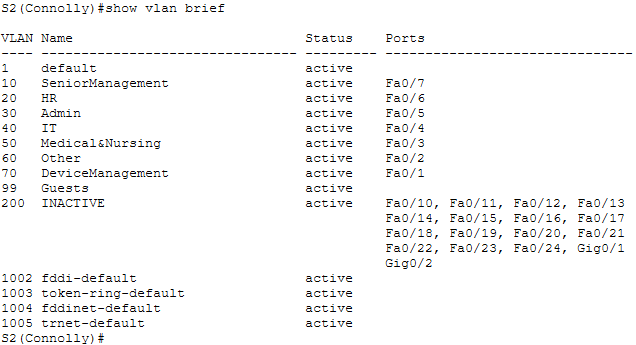 S2(Connolly)#show vlan brief
VLAN Name                             Status    Ports
---- -------------------------------- --------- -------------------------------
1    default                          active
10   SeniorManagement                 active    Fa0/7
20   HR                               active    Fa0/6
30   Admin                            active    Fa0/5
40   IT                               active    Fa0/4
50   Medical&Nursing                  active    Fa0/3
60   Other                            active    Fa0/2
70   DeviceManagement                 active    Fa0/1
99   Guests                           active
200  INACTIVE                         active    Fa0/10, Fa0/11, Fa0/12, Fa0/13
                                                Fa0/14, Fa0/15, Fa0/16, Fa0/17
                                                Fa0/18, Fa0/19, Fa0/20, Fa0/21
                                                Fa0/22, Fa0/23, Fa0/24, Gig0/1
                                                Gig0/2
1002 fddi-default                     active
1003 token-ring-default               active
1004 fddinet-default                  active
1005 trnet-default                    active
S2(Connolly)#